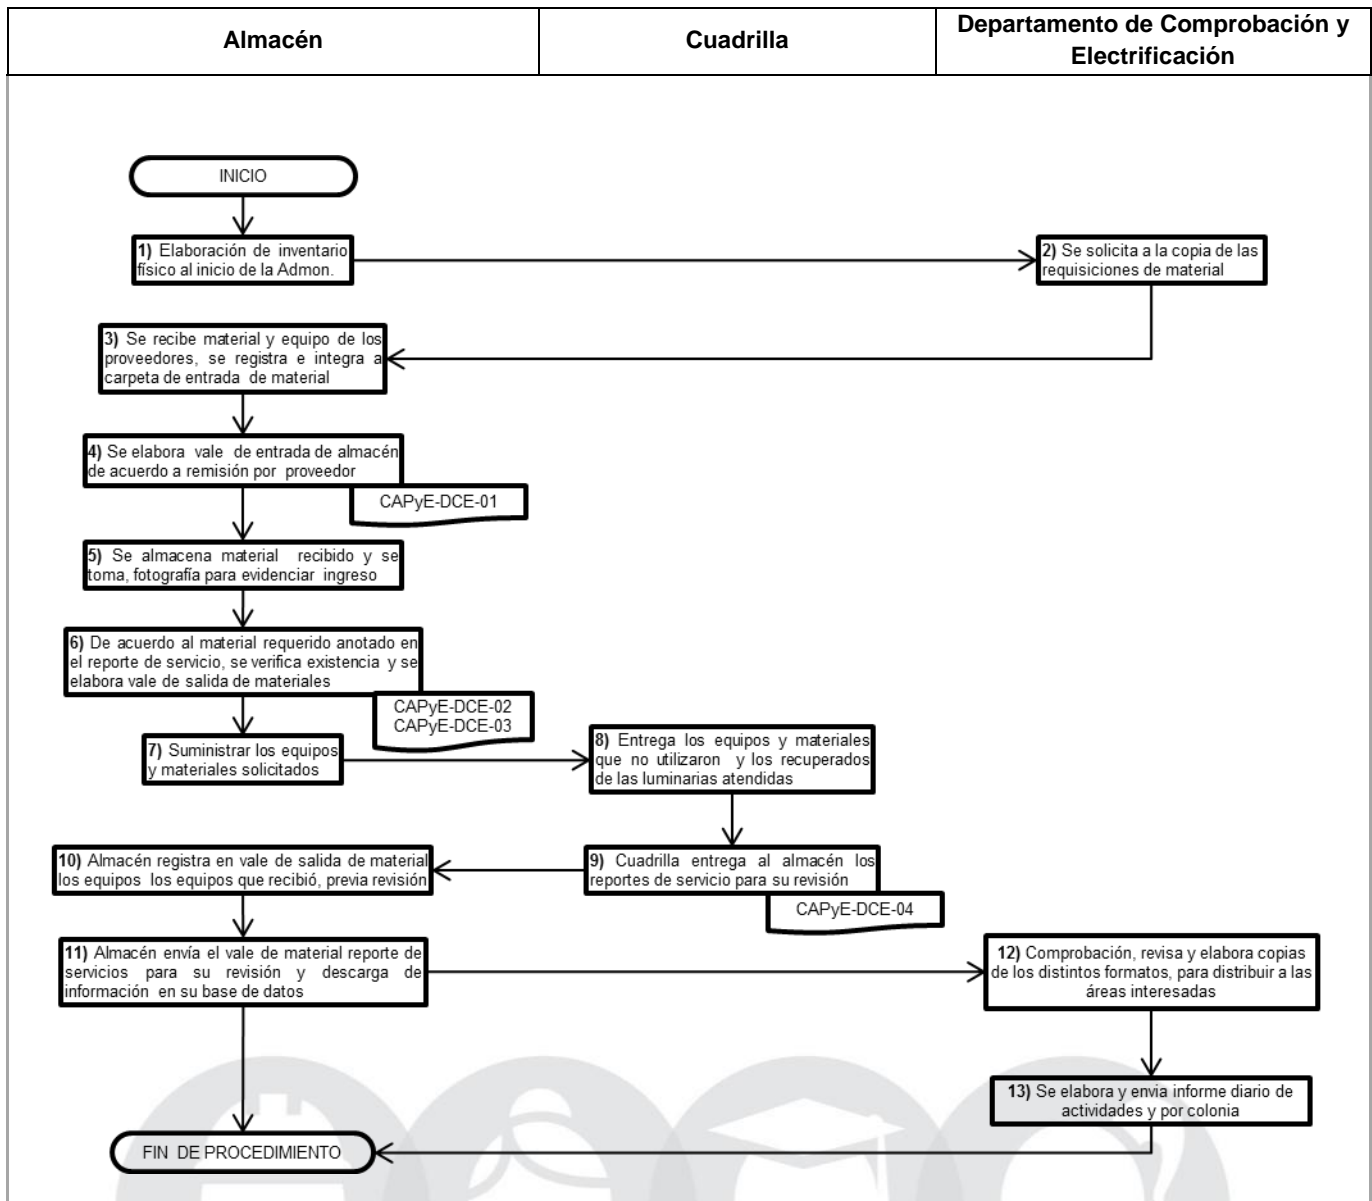 Almacén
Cuadrilla
Departamento de Comprobación y
Electrificación
INICIO
1) Elaboración de inventario
físico al inicio de la Admon.
2) Se solicita a la copia de las
requisiciones de material
3) Se recibe material y equipo de los
proveedores, se registra e integra a
carpeta de entrada de material
4) Se elabora vale de entrada de almacén
de acuerdo a remisión por proveedor
CAPyE-DCE-01
5) Se almacena material recibido y se
toma, fotografía para evidenciar ingreso
6) De acuerdo al material requerido anotado en
el reporte de servicio, se verifica existencia y se
elabora vale de salida de materiales
CAPyE-DCE-02
CAPyE-DCE-03
7) Suministrar los equipos
y materiales solicitados
8) Entrega los equipos y materiales
que no utilizaron y los recuperados
de las luminarias atendidas
9) Cuadrilla entrega al almacén los
reportes de servicio para su revisión
CAPyE-DCE-04
10) Almacén registra en vale de salida de material
los equipos los equipos que recibió, previa revisión
11) Almacén envía el vale de material reporte de
servicios para su revisión y descarga de
información en su base de datos
12) Comprobación, revisa y elabora copias
de los distintos formatos, para distribuir a las
áreas interesadas
13) Se elabora y envia informe diario de
actividades y por colonia
FIN DE PROCEDIMIENTO